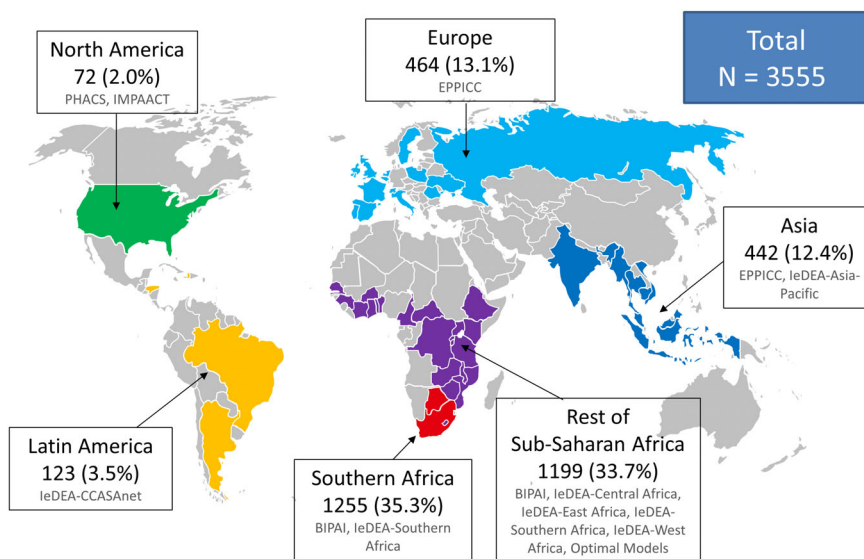 North America
72 (2.0%)
PHACS, IMPAACT
Europe
464 (13.1%)
EPPICC
Total
N = 3555
Asia
442 (12.4%)
EPPICC, IeDEA-Asia-
Pacific
Latin America
123 (3.5%)
IeDEA-CCASAnet
Southern Africa
1255 (35.3%)
BIPAI, IeDEA-Southern
Africa
Rest of
Sub-Saharan Africa
1199 (33.7%)
BIPAI, IeDEA-Central Africa,
IeDEA-East Africa, IeDEA-
Southern Africa, IeDEA-West
Africa, Optimal Models